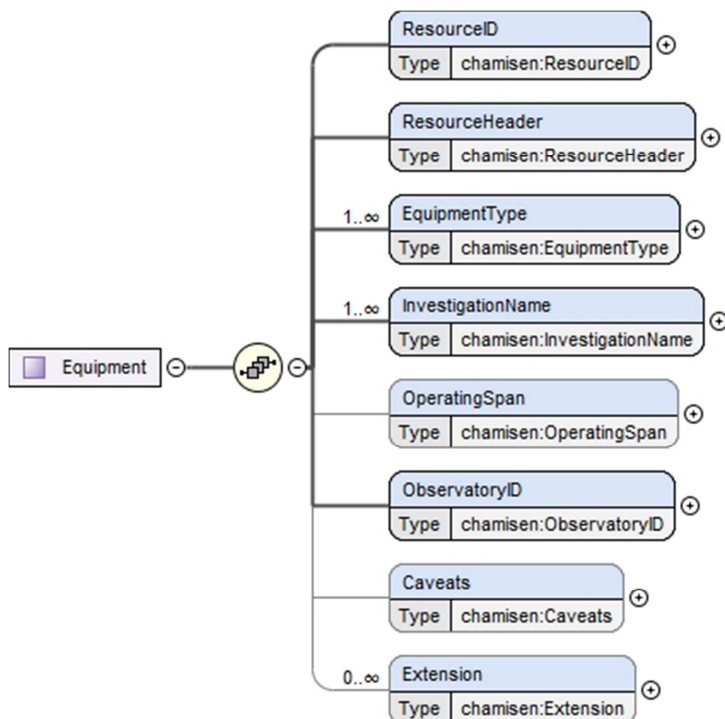 ResourceID
Type chamisen:ResourceID
ResourceHeader
Type chamisen:ResourceHeader
1..∞ EquipmentType
Type chamisen:EquipmentType
1..∞ InvestigationName
Type chamisen:InvestigationName
Equipment
OperatingSpan
Type chamisen:OperatingSpan
ObservatoryID
Type chamisen:ObservatoryID
Caveats
Type chamisen:Caveats
0..∞ Extension
Type chamisen:Extension